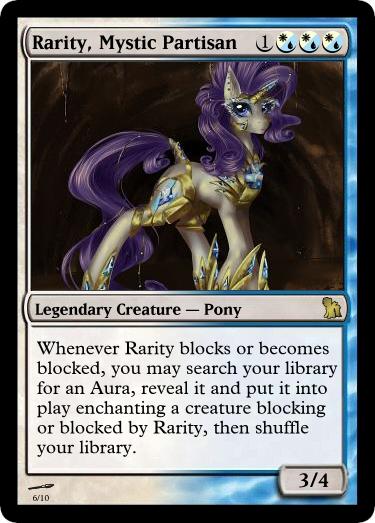 Rarity, Mystic Partisan 1
Legendary Creature — Pony
Whenever Rarity blocks or becomes
blocked, you may search your library
for an Aura, reveal it and put it into
play enchanting a creature blocking
or blocked by Rarity, then shuffle
your library.
3/4
6/10